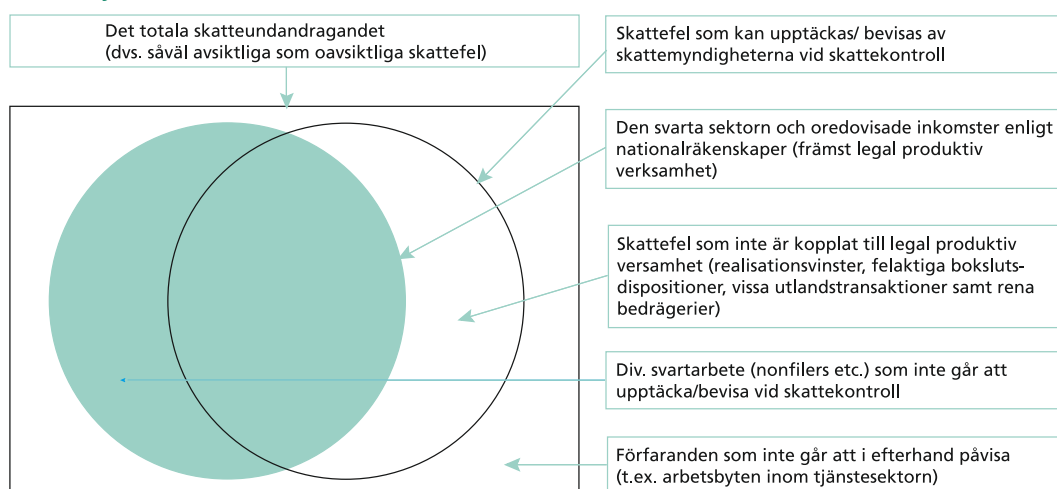 Det totala skatteundandragandet
(dvs. såväl avsiktliga som oavsiktliga skattefel)
Skattefel som kan upptäckas/ bevisas av
skattemyndigheterna vid skattekontroll
Den svarta sektorn och oredovisade inkomster enligt
nationalräkenskaper (främst legal produktiv
verksamhet)
Skattefel som inte är kopplat till legal produktiv
versamhet (realisationsvinster, felaktiga boksluts-
dispositioner, vissa utlandstransaktioner samt rena
bedrägerier)
Div. svartarbete (nonfilers etc.) som inte går att
upptäcka/bevisa vid skattekontroll
Förfaranden som inte går att i efterhand påvisa
(t.ex. arbetsbyten inom tjänstesektorn)